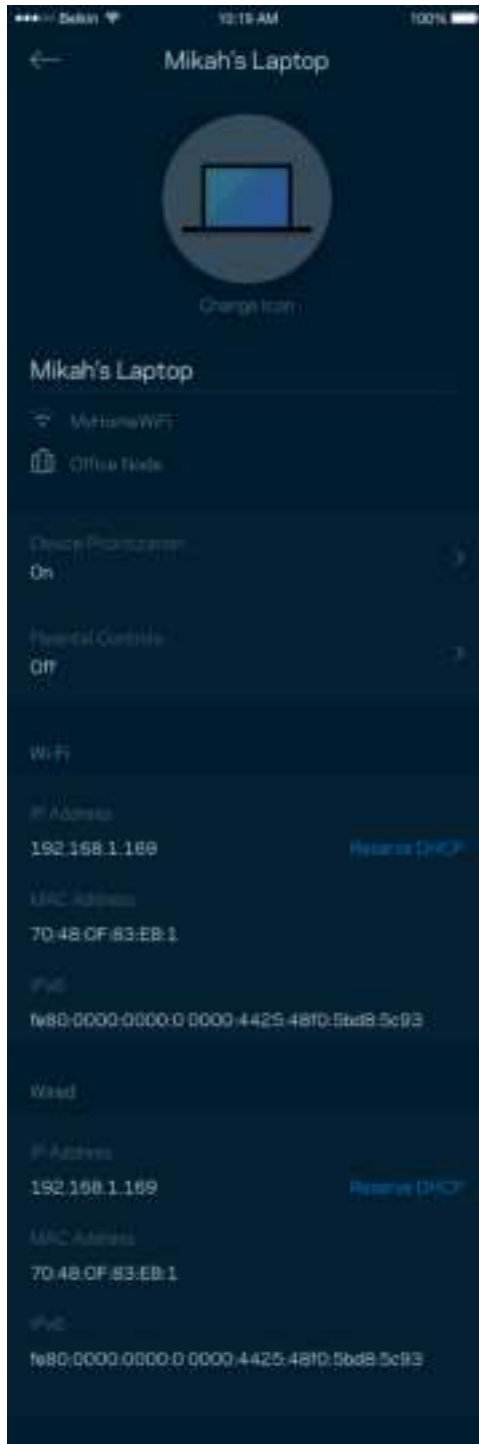 Belkin 10:19 AM 100%
Mikah's Laptop
Change Icon
Mikah's Laptop
MyHomeWiFi
Office Node
Device Prioritization
On
Parental Controls
Off
Wi-Fi
IP Address
192.168.1.169 Reserve DHCP
MAC Address
70:48:0F:83:EB:1
IPv6
fe80:0000:0000:0:0000:4425:48f0:5bd8:5c93
Wired
IP Address
192.168.1.169 Reserve DHCP
MAC Address
70:48:0F:83:EB:1
IPv6
fe80:0000:0000:0:0000:4425:48f0:5bd8:5c93